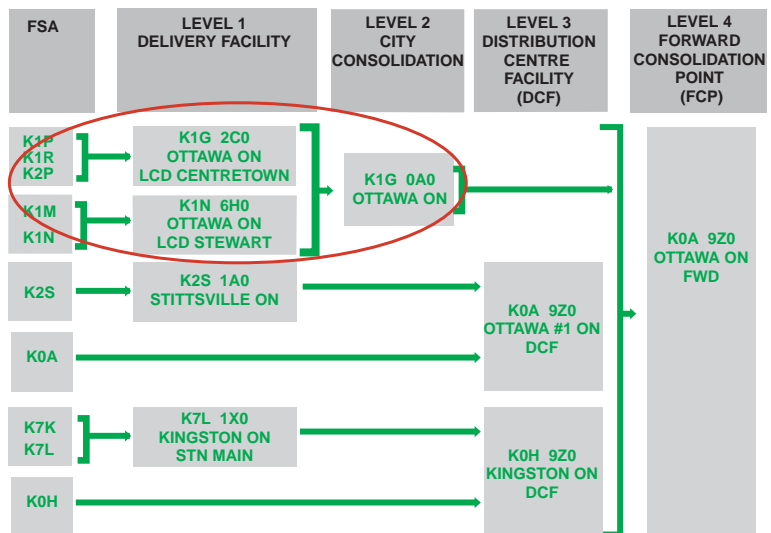 FSA
LEVEL 1
DELIVERY FACILITY
LEVEL 2
CITY
CONSOLIDATION
LEVEL 3
DISTRIBUTION
CENTRE
FACILITY
(DCF)
LEVEL 4
FORWARD
CONSOLIDATION
POINT
(FCP)
K1P
K1R
K2P
K1G 2C0
OTTAWA ON
LCD CENTRETOWN
K1M
K1N
K1N 6H0
OTTAWA ON
LCD STEWART
K1G 0A0
OTTAWA ON
K2S
K2S 1A0
STITTSVILLE ON
K0A
K0A 9Z0
OTTAWA #1 ON
DCF
K7K
K7L
K7L 1X0
KINGSTON ON
STN MAIN
K0H
K0H 9Z0
KINGSTON ON
DCF
K0A 9Z0
OTTAWA ON
FWD